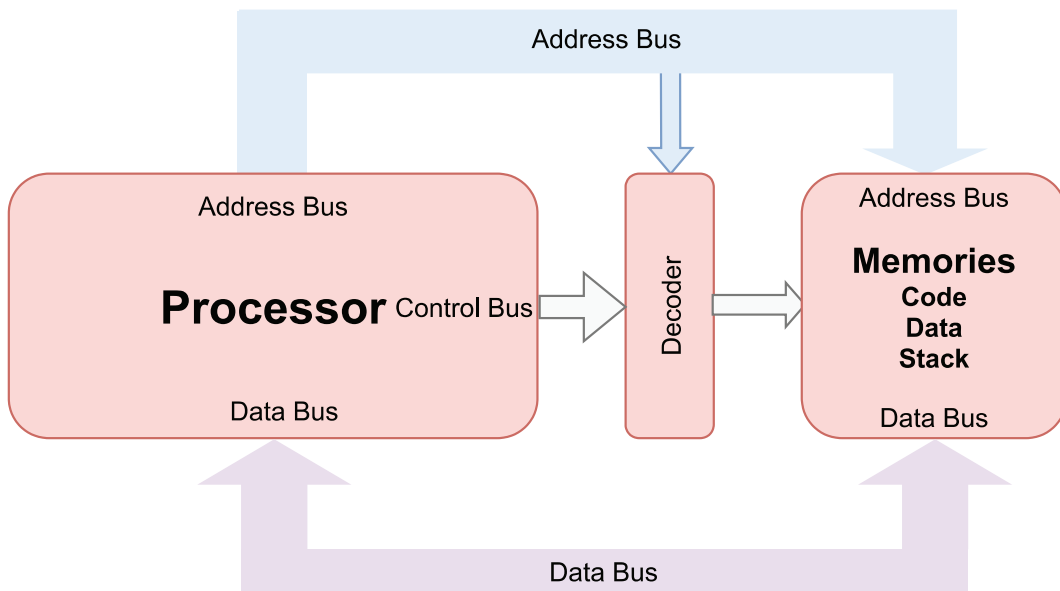 Address Bus
Address Bus
Processor
Control Bus
Data Bus
Decoder
Address Bus
Memories
Code
Data
Stack
Data Bus
Data Bus